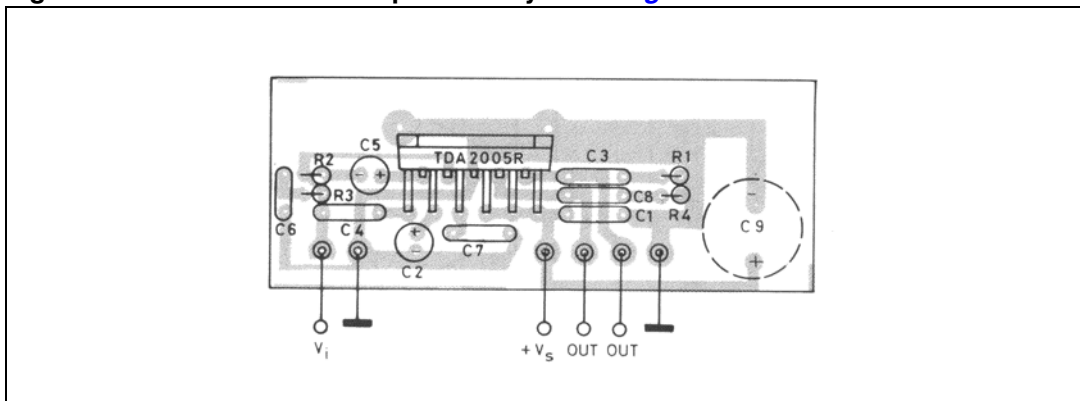 C5
R2
TDA2005R
C3
R1
R3
C8
C6
C4
C1
R4
C9
C2
C7
- +
+
-
-
+
Vi
+Vs OUT OUT